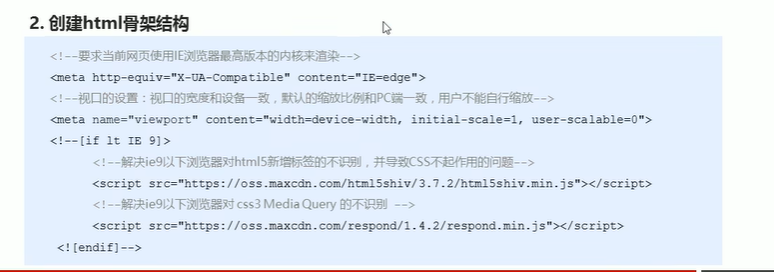 2. 创建html骨架结构
<!--要求当前网页使用IE浏览器最高版本的内核来渲染-->
<meta http-equiv="X-UA-Compatible" content="IE=edge">
<!--视口的设置：视口的宽度和设备一致，默认的缩放比例和PC端一致，用户不能自行缩放-->
<meta name="viewport" content="width=device-width, initial-scale=1, user-scalable=0">
<!--[if lt IE 9]>
<!--解决ie9以下浏览器对html5新增标签的不识别，并导致CSS不起作用的问题-->
<script src="https://oss.maxcdn.com/html5shiv/3.7.2/html5shiv.min.js"></script>
<!--解决ie9以下浏览器对 css3 Media Query 的不识别 -->
<script src="https://oss.maxcdn.com/respond/1.4.2/respond.min.js"></script>
<![endif]-->